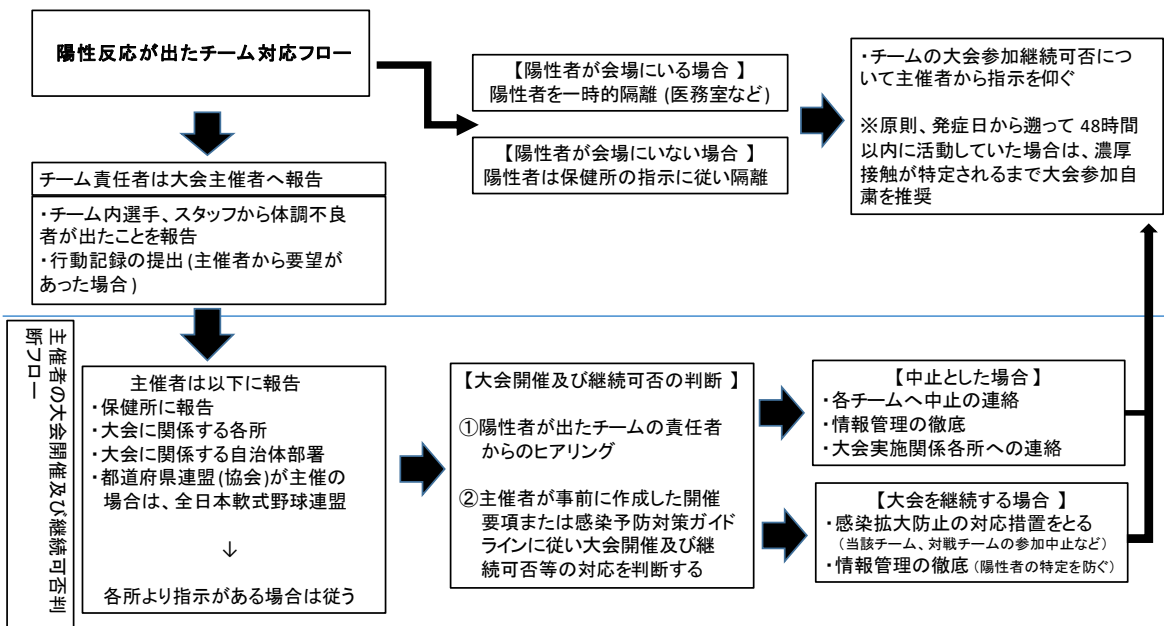 陽性反応が出たチーム対応フロー
【陽性者が会場にいる場合 】
陽性者を一時的隔離 (医務室など)
【陽性者が会場にいない場合 】
陽性者は保健所の指示に従い隔離
・チームの大会参加継続可否につ
いて主催者から指示を仰ぐ
※原則、発症日から遡って 48時間
以内に活動していた場合は、濃厚
接触が特定されるまで大会参加自
粛を推奨
チーム責任者は大会主催者へ報告
・チーム内選手、スタッフから体調不良
者が出たことを報告
・行動記録の提出 (主催者から要望が
あった場合 )
主催者の大会開催及び継続可否判
断フロー
主催者は以下に報告
・保健所に報告
・大会に関係する各所
・大会に関係する自治体部署
・都道府県連盟 (協会)が主催の
場合は、全日本軟式野球連盟
↓
各所より指示がある場合は従う
【大会開催及び継続可否の判断 】
①陽性者が出たチームの責任者
からのヒアリング
②主催者が事前に作成した開催
要項または感染予防対策ガイド
ラインに従い大会開催及び継
続可否等の対応を判断する
【中止とした場合 】
・各チームへ中止の連絡
・情報管理の徹底
・大会実施関係各所への連絡
【大会を継続する場合 】
・感染拡大防止の対応措置をとる
（当該チーム、対戦チームの参加中止など）
・情報管理の徹底 （陽性者の特定を防ぐ）